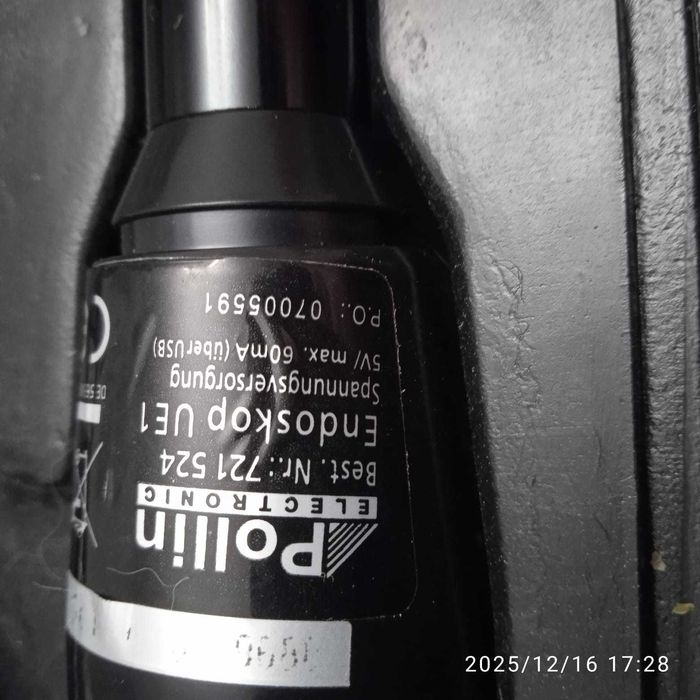 Pollin
ELECTRONIC
Best. Nr.: 721 524
Endoskop UE1
Spannungsversorgung
5V/ max. 60mA (überUSB)
P.O.: 07005591
2025/12/16 17:28